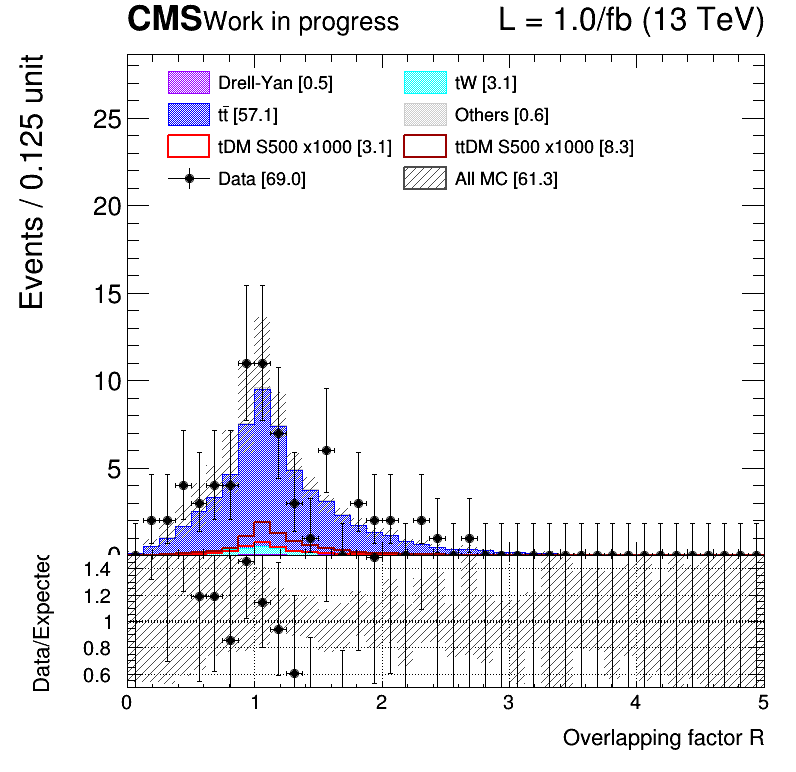 CMS Work in progress L = 1.0/fb (13 TeV)
Drell-Yan [0.5] tW [3.1]
tt̄ [57.1] Others [0.6]
tDM S500 x1000 [3.1] ttDM S500 x1000 [8.3]
Data [69.0] All MC [61.3]
Events / 0.125 unit
25
20
15
10
5
0
Data/Expected
1.4
1.2
1
0.8
0.6
0 1 2 3 4 5
Overlapping factor R